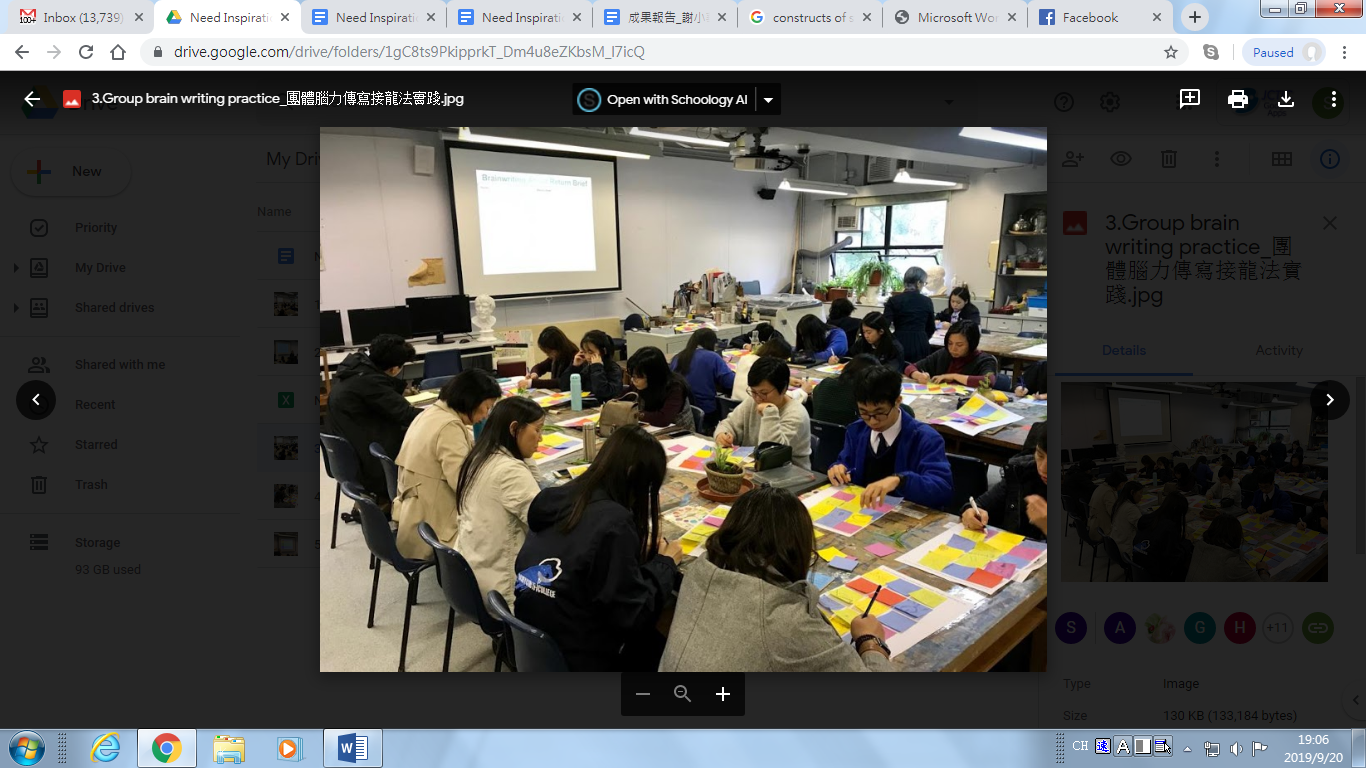 Inbox (13,739)
Need Inspirati
Need Inspirati
Need Inspirati
成果報告_謝小
constructs of s
Microsoft Wor
Facebook
drive.google.com/drive/folders/1gC8ts9PkipprkT_Dm4u8eZKbsM_I7icQ
Paused
3.Group brain writing practice_團體腦力傳寫接龍法實踐.jpg
Open with Schoology AI
New
Priority
My Drive
Shared drives
Shared with me
Recent
Starred
Trash
Storage
93 GB used
My Dri
Name
Return Brief
3.Group brain
writing practice_團
體腦力傳寫接龍法實
踐.jpg
Details
Activity
S
A
G
H
+11
Type
Image
Size
130 KB (133,184 bytes)
CH
19:06
2019/9/20